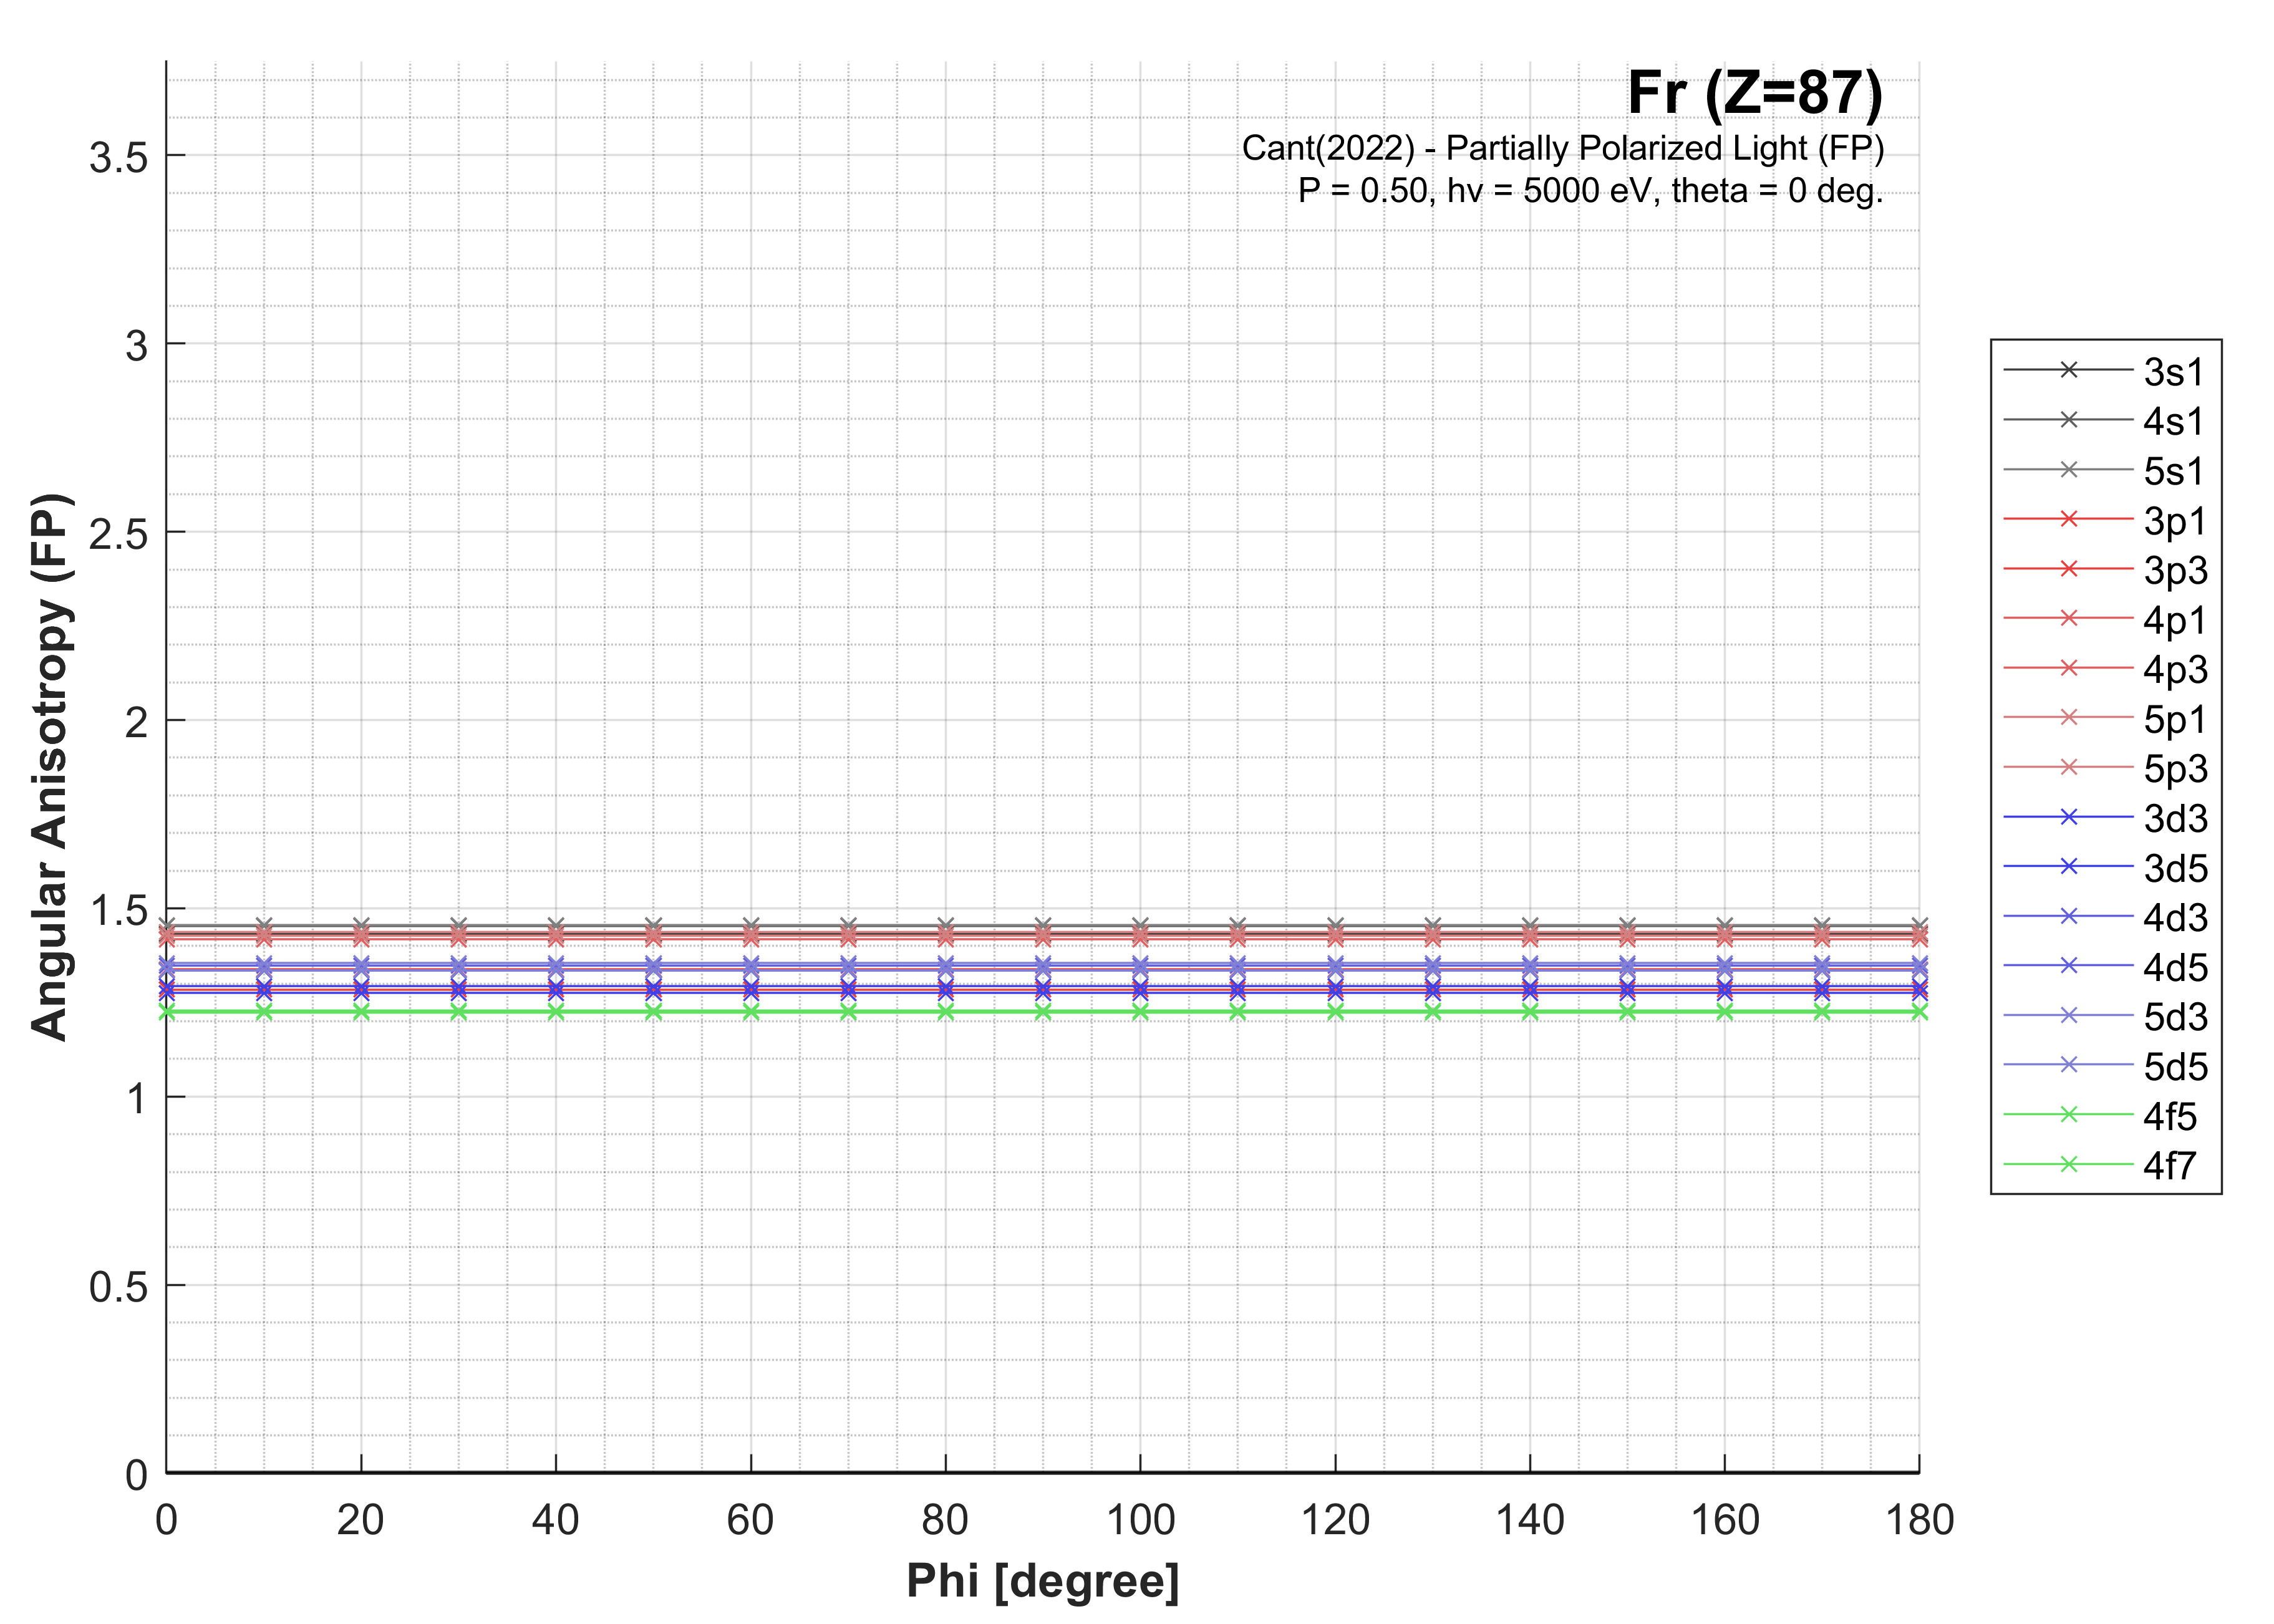 Fr (Z=87)
Cant(2022) - Partially Polarized Light (FP)
P = 0.50, hv = 5000 eV, theta = 0 deg.
Angular Anisotropy (FP)
3.5
3
2.5
2
1.5
1
0.5
0
0 20 40 60 80 100 120 140 160 180
Phi [degree]
3s1
4s1
5s1
3p1
3p3
4p1
4p3
5p1
5p3
3d3
3d5
4d3
4d5
5d3
5d5
4f5
4f7